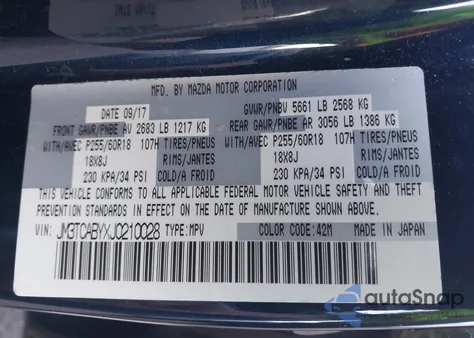 MFD. BY MAZDA MOTOR CORPORATION
DATE 09/17 GVWR/PNBV 5661 LB 2568 KG
FRONT GAWR/PNBE AV 2683 LB 1217 KG REAR GAWR/PNBE AR 3056 LB 1386 KG
WITH/AVEC P255/60R18 107H TIRES/PNEUS WITH/AVEC P255/60R18 107H TIRES/PNEUS
18X8J RIMS/JANTES 18X8J RIMS/JANTES
230 KPA/34 PSI COLD/A FROID 230 KPA/34 PSI COLD/A FROID
THIS VEHICLE CONFORMS TO ALL APPLICABLE FEDERAL MOTOR VEHICLE SAFETY AND THEFT
PREVENTION STANDARDS IN EFFECT ON THE DATE OF MANUFACTURE SHOWN ABOVE.
VIN: JM3TCABYXJ0210028 TYPE: MPV COLOR CODE: 42M MADE IN JAPAN
autoSnap